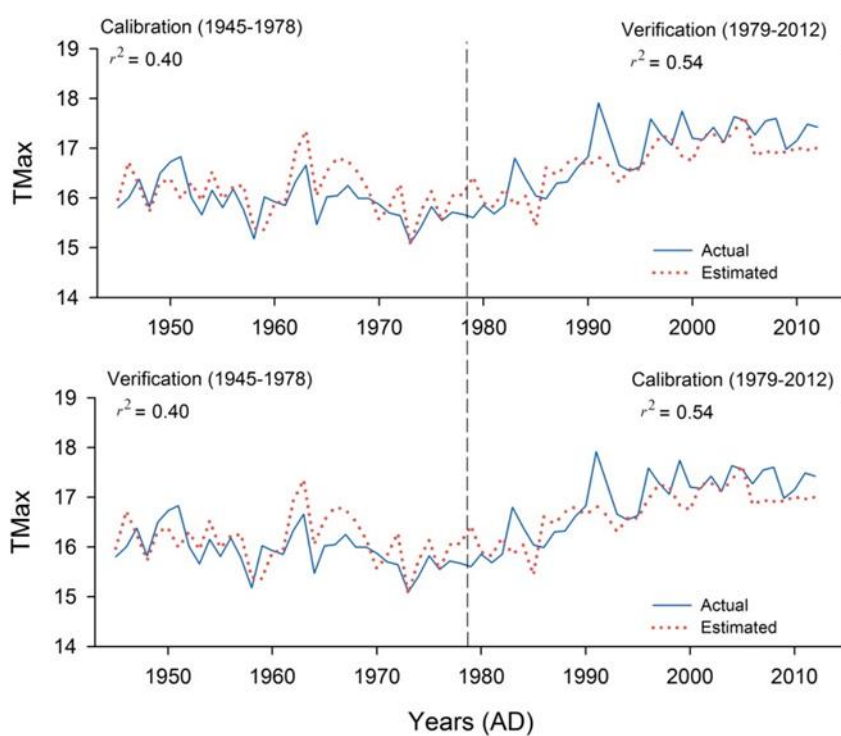 Calibration (1945-1978)
r² = 0.40
Verification (1979-2012)
r² = 0.54
TMax
19
18
17
16
15
14
Actual
Estimated
1950 1960 1970 1980 1990 2000 2010
Verification (1945-1978)
r² = 0.40
Calibration (1979-2012)
r² = 0.54
TMax
19
18
17
16
15
14
Actual
Estimated
1950 1960 1970 1980 1990 2000 2010
Years (AD)